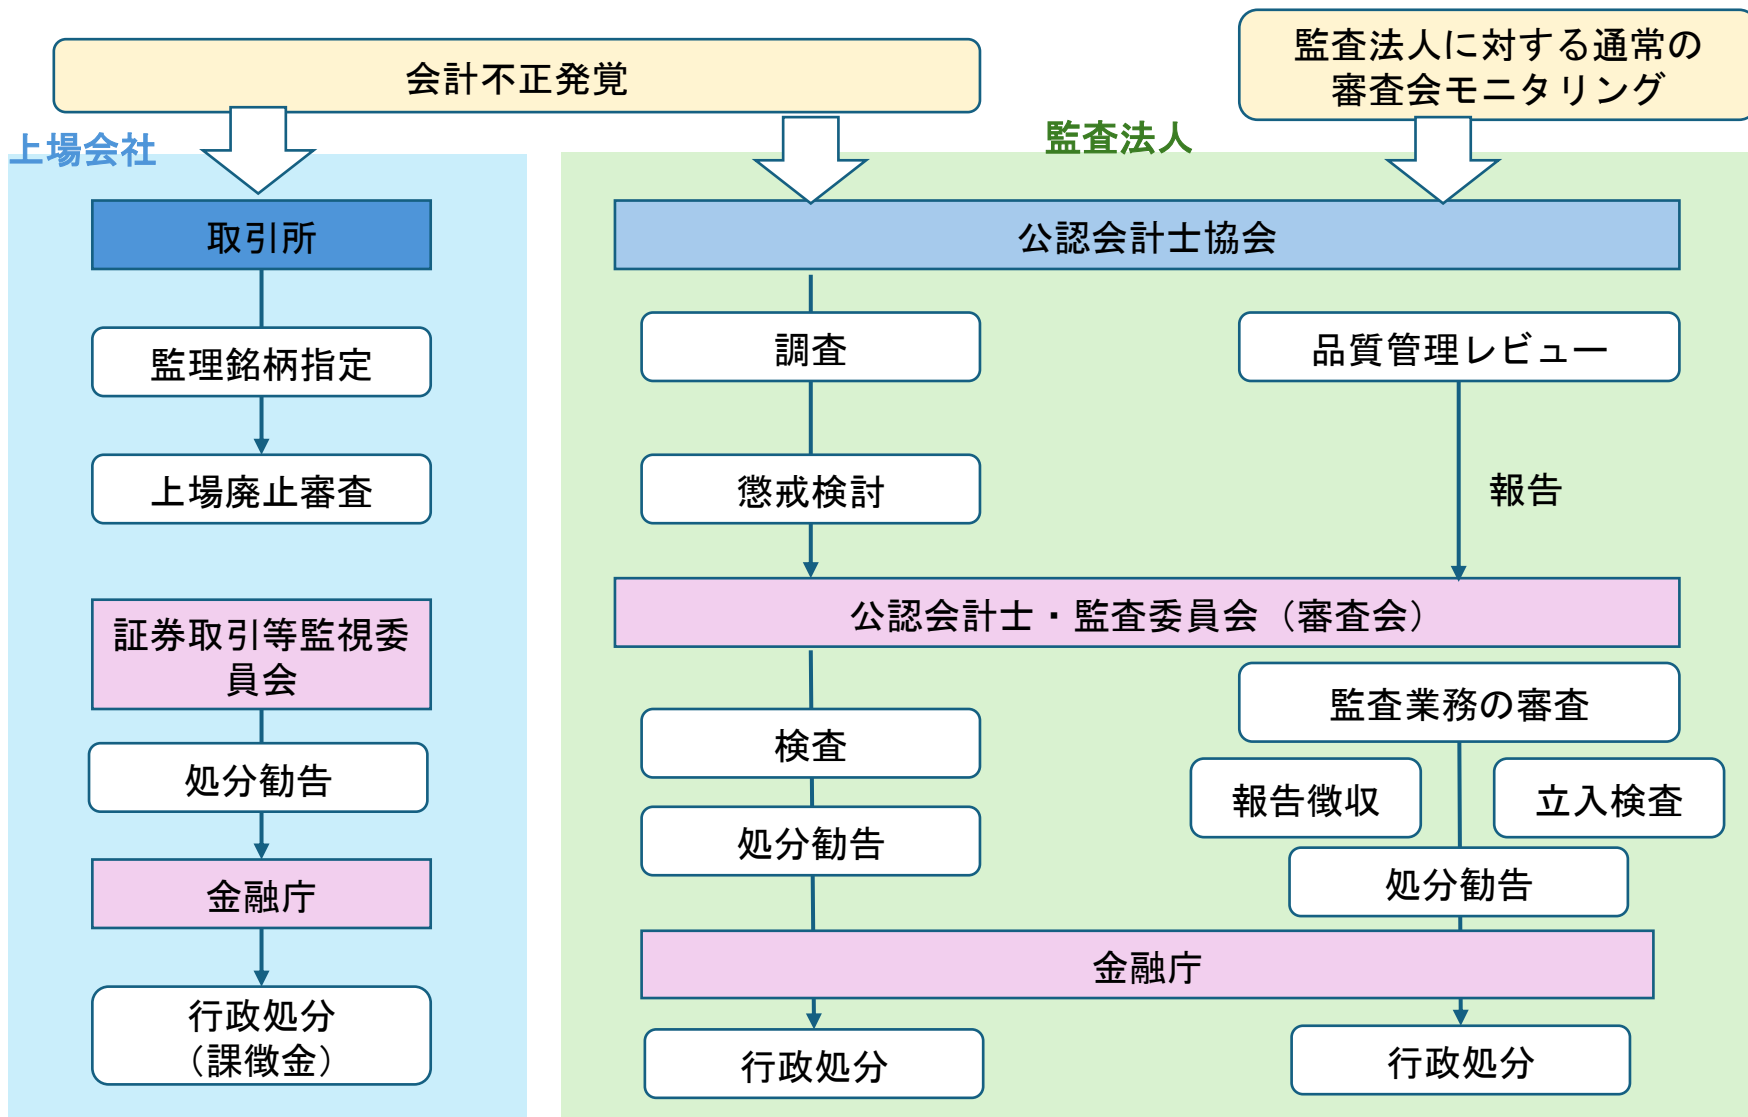 会計不正発覚
監査法人に対する通常の
審査会モニタリング
上場会社
監査法人
取引所
監理銘柄指定
上場廃止審査
証券取引等監視委
員会
処分勧告
金融庁
行政処分
（課徴金）
公認会計士協会
調査
品質管理レビュー
懲戒検討
報告
公認会計士・監査委員会（審査会）
検査
監査業務の審査
報告徴収
立入検査
処分勧告
処分勧告
金融庁
行政処分
行政処分